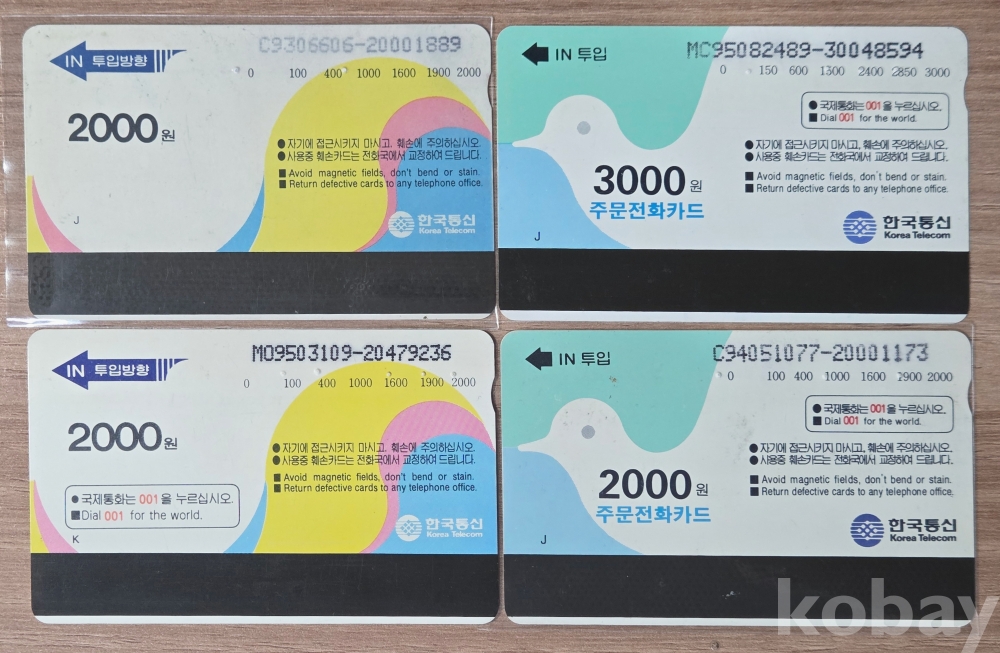 C9306606-20001889
IN 투입방향
0 100 400 1000 1600 1900 2000
2000 원
● 자기에 접근시키지 마시고, 훼손에 주의하십시오.
● 사용중 훼손카드는 전화국에서 교정하여 드립니다.
■ Avoid magnetic fields, don't bend or stain.
■ Return defective cards to any telephone office.
J
한국통신
Korea Telecom
MC95082489-30048594
IN 투입
0 150 600 1300 2400 2850 3000
● 국제통화는 001을 누르십시오.
■ Dial 001 for the world.
● 자기에 접근시키지 마시고, 훼손에 주의하십시오.
● 사용중 훼손카드는 전화국에서 교정하여 드립니다.
■ Avoid magnetic fields, don't bend or stain.
■ Return defective cards to any telephone office.
3000 원
주문전화카드
J
한국통신
Korea Telecom
MO9503109-20479236
IN 투입방향
0 100 400 1000 1600 1900 2000
2000 원
● 자기에 접근시키지 마시고, 훼손에 주의하십시오.
● 사용중 훼손카드는 전화국에서 교정하여 드립니다.
■ Avoid magnetic fields, don't bend or stain.
■ Return defective cards to any telephone office.
● 국제통화는 001을 누르십시오.
■ Dial 001 for the world.
K
한국통신
Korea Telecom
C94051077-20001173
IN 투입
0 100 400 1000 1600 2900 2000
● 국제통화는 001을 누르십시오.
■ Dial 001 for the world.
● 자기에 접근시키지 마시고, 훼손에 주의하십시오.
● 사용중 훼손카드는 전화국에서 교정하여 드립니다.
■ Avoid magnetic fields, don't bend or stain.
■ Return defective cards to any telephone office.
2000 원
주문전화카드
J
한국통신
Korea Telecom
kobay